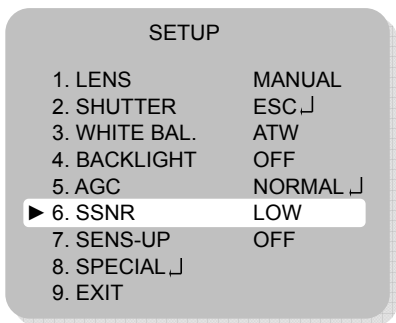 SETUP
1. LENS MANUAL
2. SHUTTER ESC↵
3. WHITE BAL. ATW
4. BACKLIGHT OFF
5. AGC NORMAL↵
► 6. SSNR LOW
7. SENS-UP OFF
8. SPECIAL↵
9. EXIT